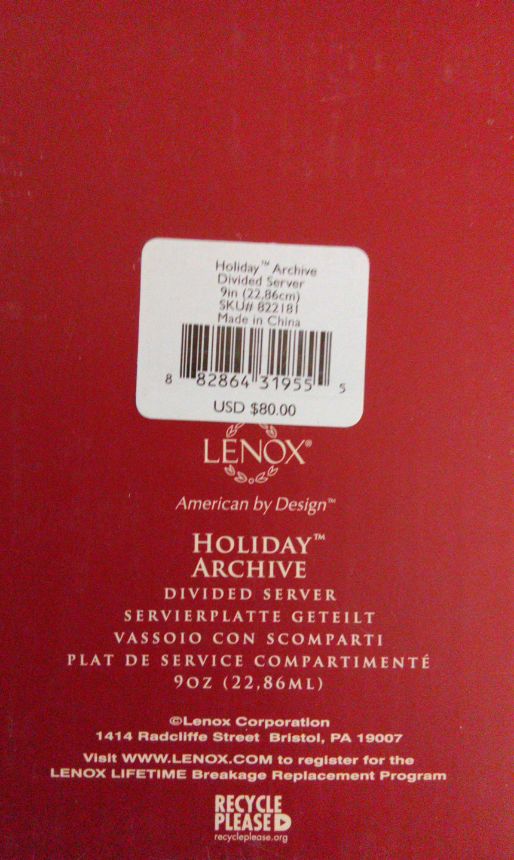 Holiday™ Archive
Divided Server
9in (22,86cm)
SKU# 822181
Made in China
8 82864 31955 5
USD $80.00
LENOX®
American by Design™
HOLIDAY™
ARCHIVE
DIVIDED SERVER
SERVIERPLATTE GETEILT
VASSOIO CON SCOMPARTI
PLAT DE SERVICE COMPARTIMENTÉ
9OZ (22,86ML)
©Lenox Corporation
1414 Radcliffe Street Bristol, PA 19007
Visit WWW.LENOX.COM to register for the
LENOX LIFETIME Breakage Replacement Program
RECYCLE
PLEASE
recycleplease.org